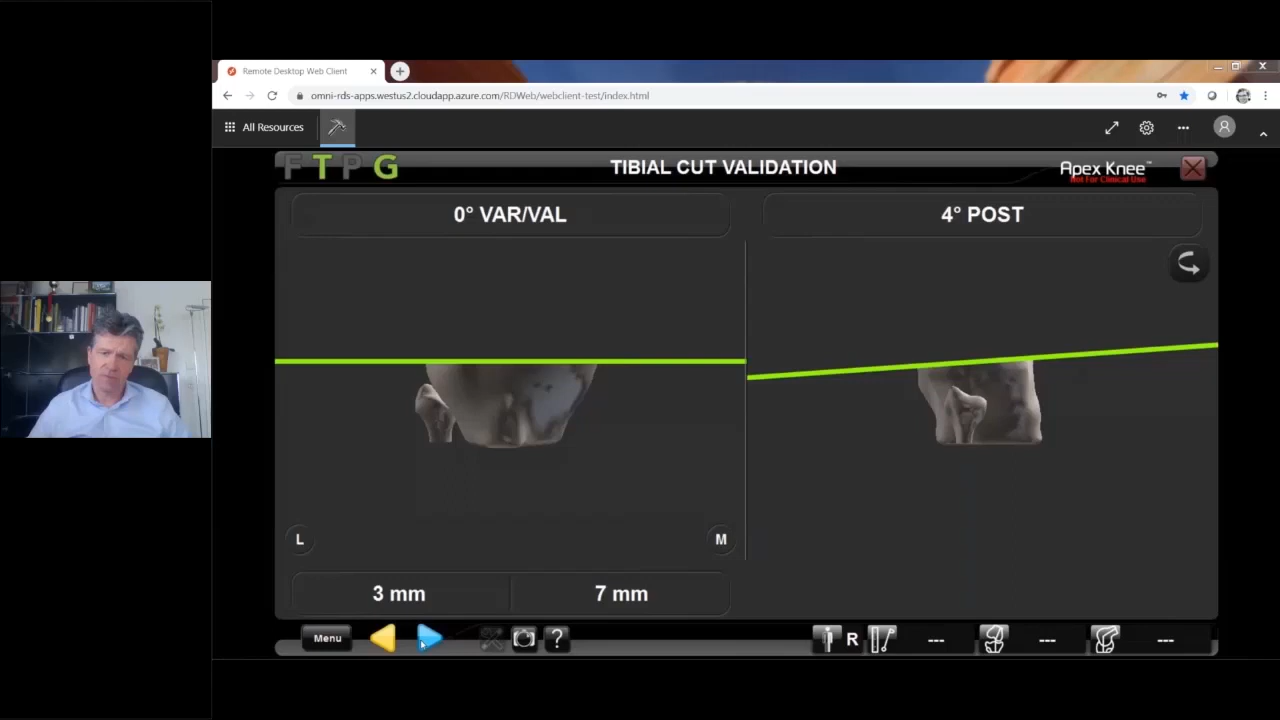 Remote Desktop Web Client
omni-rds-apps.westus2.cloudapp.azure.com/RDWeb/webclient-test/index.html
All Resources
F T P G
TIBIAL CUT VALIDATION
Apex Knee™
Not For Clinical Use
0° VAR/VAL
4° POST
L
M
3 mm
7 mm
Menu
?
R
---
---
---